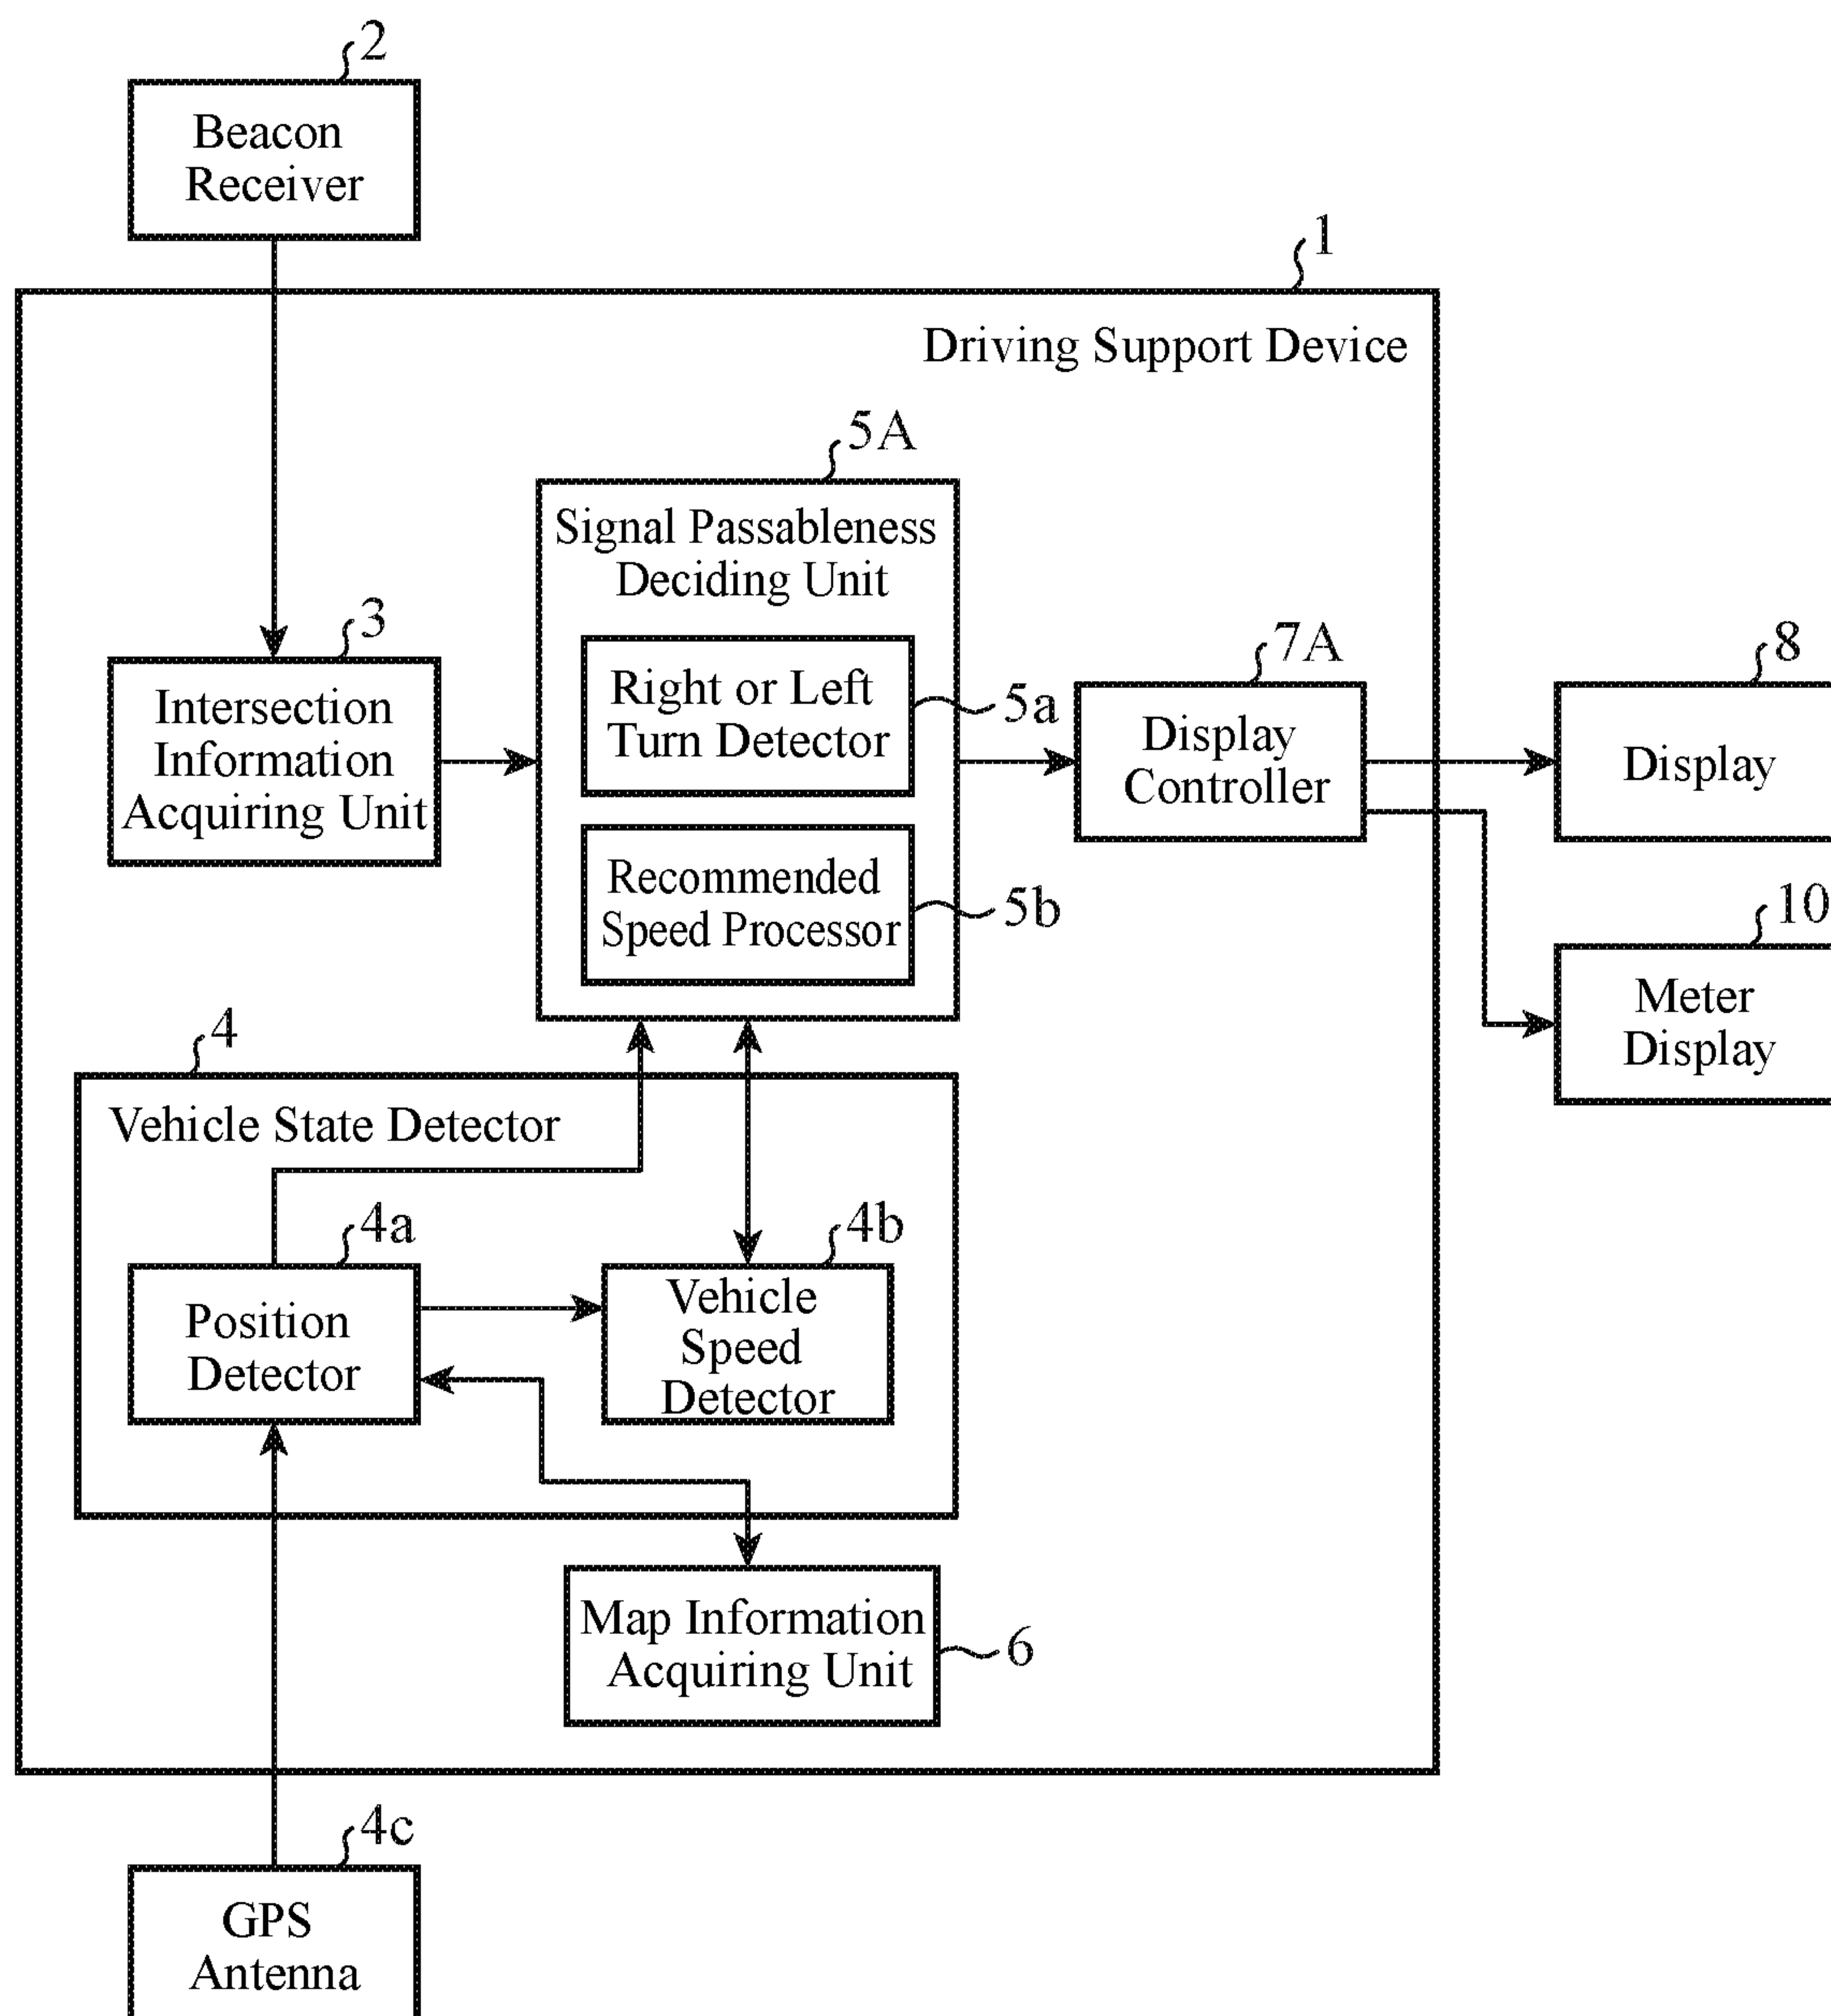 2
Beacon
Receiver
1
Driving Support Device
5A
Signal Passableness
Deciding Unit
3
Intersection
Information
Acquiring Unit
Right or Left
Turn Detector
5a
Recommended
Speed Processor
5b
7A
Display
Controller
8
Display
10
Meter
Display
4
Vehicle State Detector
4a
Position
Detector
4b
Vehicle
Speed
Detector
Map Information
Acquiring Unit
6
4c
GPS
Antenna